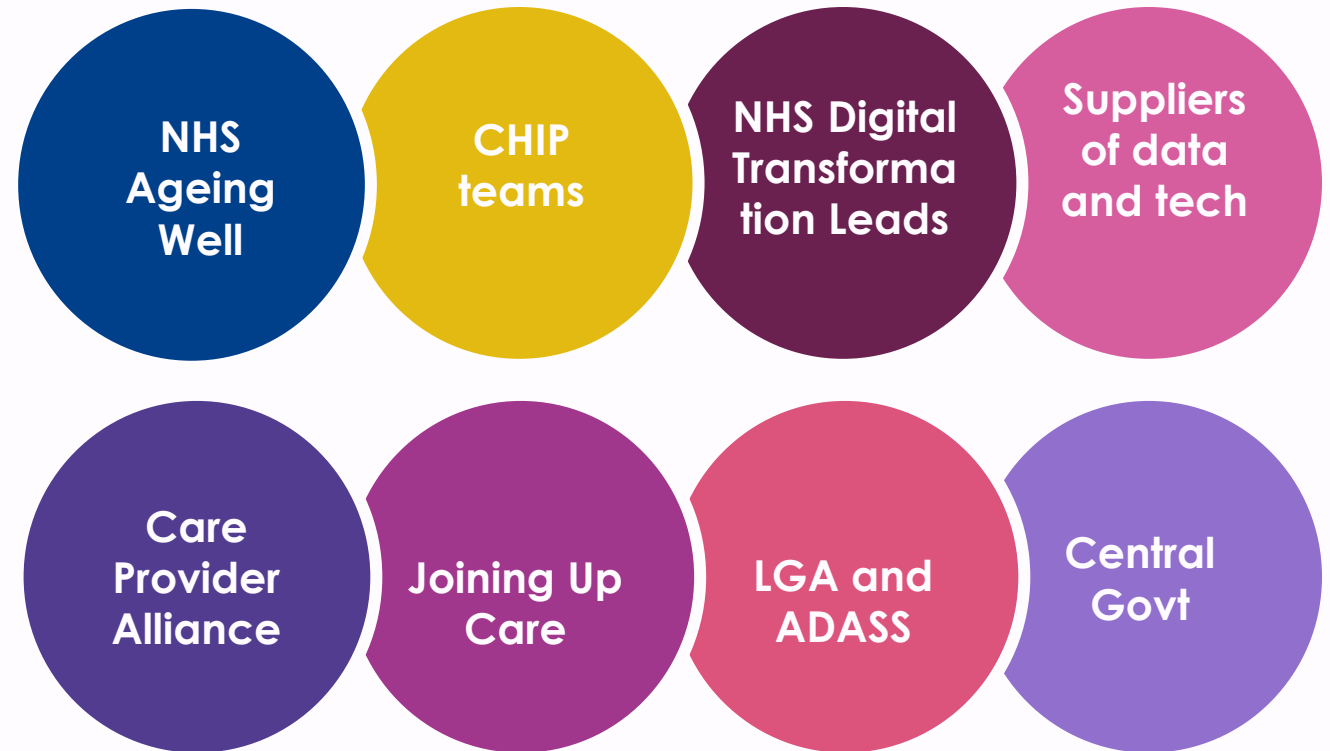 NHS
Ageing
Well
CHIP
teams
NHS Digital
Transforma
tion Leads
Suppliers
of data
and tech
Care
Provider
Alliance
Joining Up
Care
LGA and
ADASS
Central
Govt